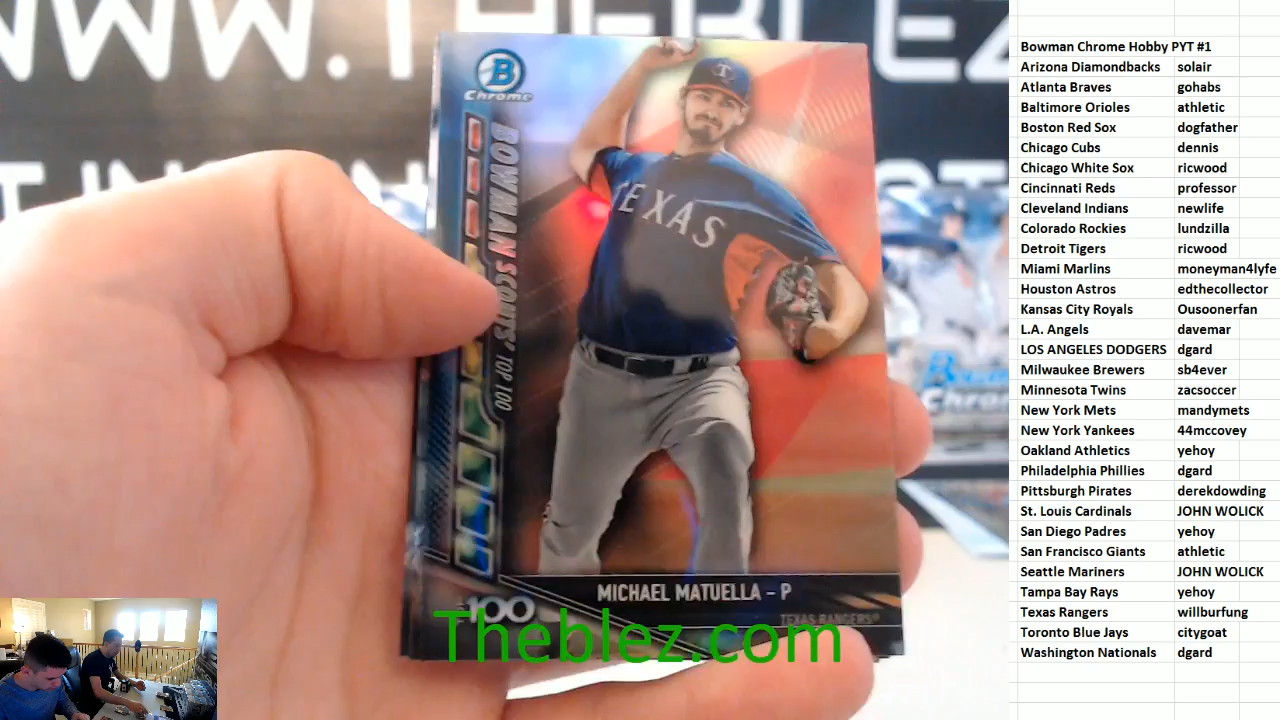 WWW.THEBLEZ
B
Chrome
BOWMAN SCOUTS' TOP 100
T
TEXAS
MICHAEL MATUELLA – P
TEXAS RANGERS
#100
Theblez.com
Bowman Chrome Hobby PYT #1
Arizona Diamondbacks solair
Atlanta Braves gohabs
Baltimore Orioles athletic
Boston Red Sox dogfather
Chicago Cubs dennis
Chicago White Sox ricwood
Cincinnati Reds professor
Cleveland Indians newlife
Colorado Rockies lundzilla
Detroit Tigers ricwood
Miami Marlins moneyman4lyfe
Houston Astros edthecollector
Kansas City Royals Ousoonerfan
L.A. Angels davemar
LOS ANGELES DODGERS dgard
Milwaukee Brewers sb4ever
Minnesota Twins zacsoccer
New York Mets mandymets
New York Yankees 44mccovey
Oakland Athletics yehoy
Philadelphia Phillies dgard
Pittsburgh Pirates derekdowding
St. Louis Cardinals JOHN WOLICK
San Diego Padres yehoy
San Francisco Giants athletic
Seattle Mariners JOHN WOLICK
Tampa Bay Rays yehoy
Texas Rangers willburfung
Toronto Blue Jays citygoat
Washington Nationals dgard